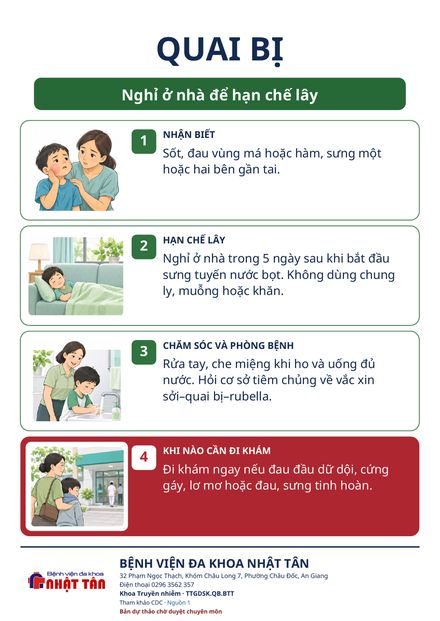 QUAI BỊ
Nghỉ ở nhà để hạn chế lây
1
NHẬN BIẾT
Sốt, đau vùng má hoặc hàm, sưng một
hoặc hai bên gần tai.
2
HẠN CHẾ LÂY
Nghỉ ở nhà trong 5 ngày sau khi bắt đầu
sưng tuyến nước bọt. Không dùng chung
ly, muỗng hoặc khăn.
3
CHĂM SÓC VÀ PHÒNG BỆNH
Rửa tay, che miệng khi ho và uống đủ
nước. Hỏi cơ sở tiêm chủng về vắc xin
sởi–quai bị–rubella.
4
KHI NÀO CẦN ĐI KHÁM
Đi khám ngay nếu đau đầu dữ dội, cứng
gáy, lơ mơ hoặc đau, sưng tinh hoàn.
Bệnh viện đa khoa
NHẬT TÂN
BỆNH VIỆN ĐA KHOA NHẬT TÂN
32 Phạm Ngọc Thạch, Khóm Châu Long 7, Phường Châu Đốc, An Giang
Điện thoại 0296 3562 357
Khoa Truyền nhiễm · TTGDSK.QB.BTT
Tham khảo CDC · Nguồn 1
Bản dự thảo chờ duyệt chuyên môn